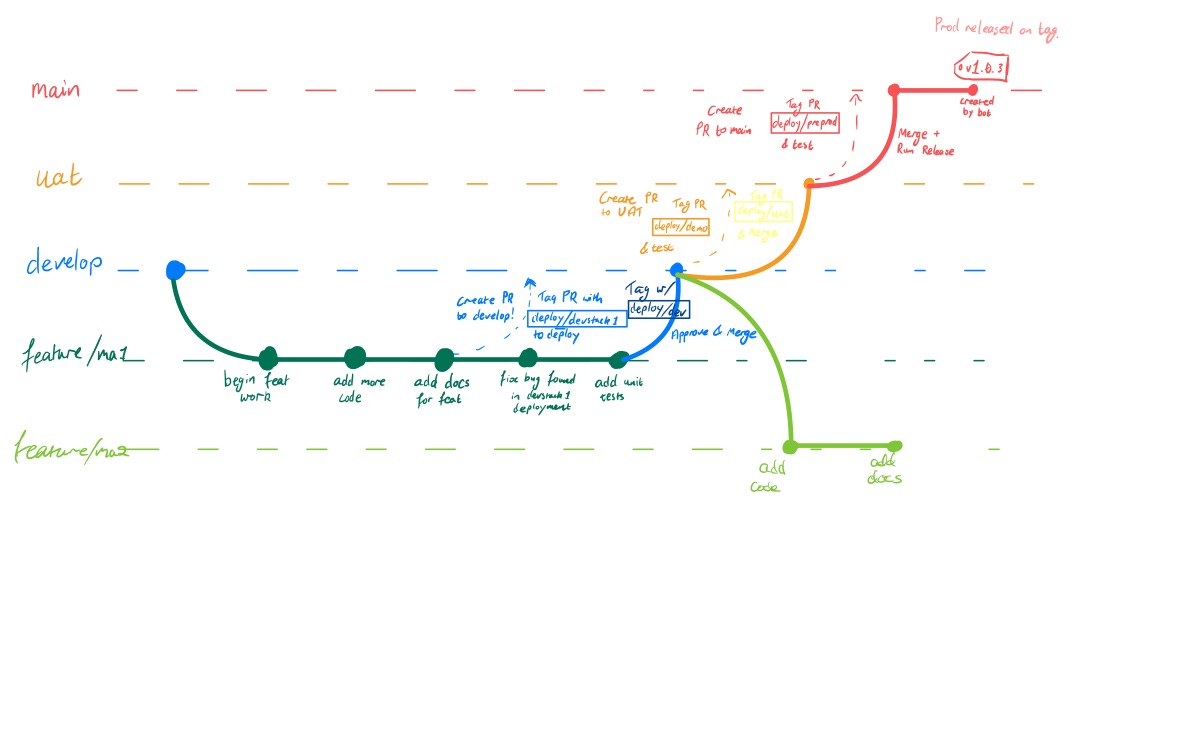 Prod released on tag.
v1.0.3
main
created
by bot
Create
PR to main
Tag PR
deploy/preprod
& test
Merge +
Run Release
uat
Create PR
to UAT
Tag PR
deploy/demo
& test
Tag PR
deploy/uat
& merge
develop
Create PR
to develop!
Tag PR with
deploy/devstack1
to deploy
Tag w/
deploy/dev
Approve & Merge
feature/ma1
begin feat
work
add more
code
add docs
for feat
fix bug found
in devstack1
deployment
add unit
tests
feature/ma2
add
code
add
docs